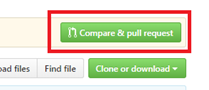 Compare & pull request
oad files Find file Clone or download